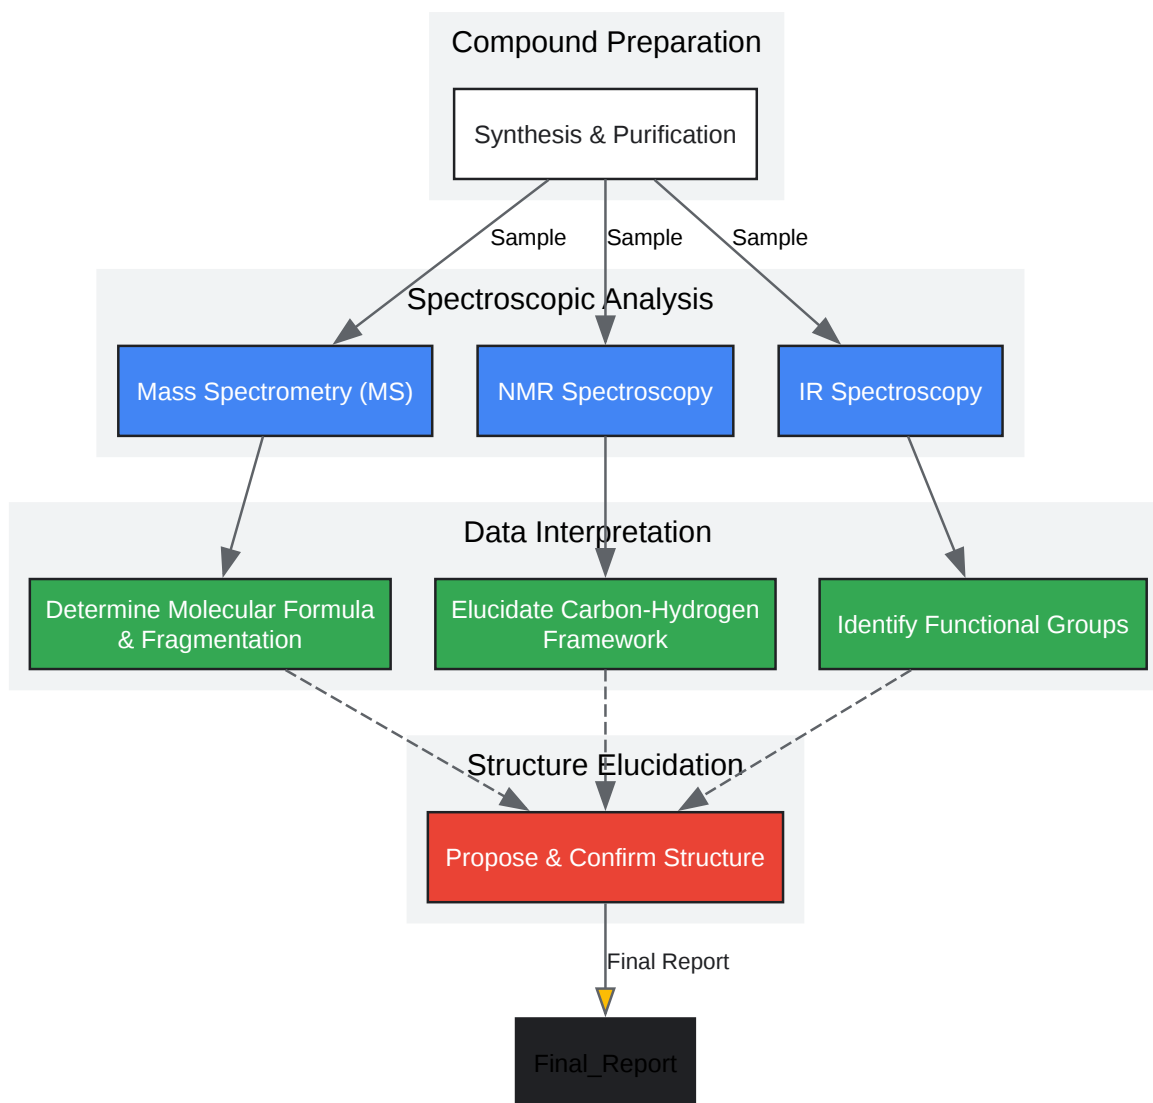 Compound Preparation
Synthesis & Purification
Sample
Sample
Sample
Spectroscopic Analysis
Mass Spectrometry (MS)
NMR Spectroscopy
IR Spectroscopy
Data Interpretation
Determine Molecular Formula
& Fragmentation
Elucidate Carbon-Hydrogen
Framework
Identify Functional Groups
Structure Elucidation
Propose & Confirm Structure
Final Report
Final_Report